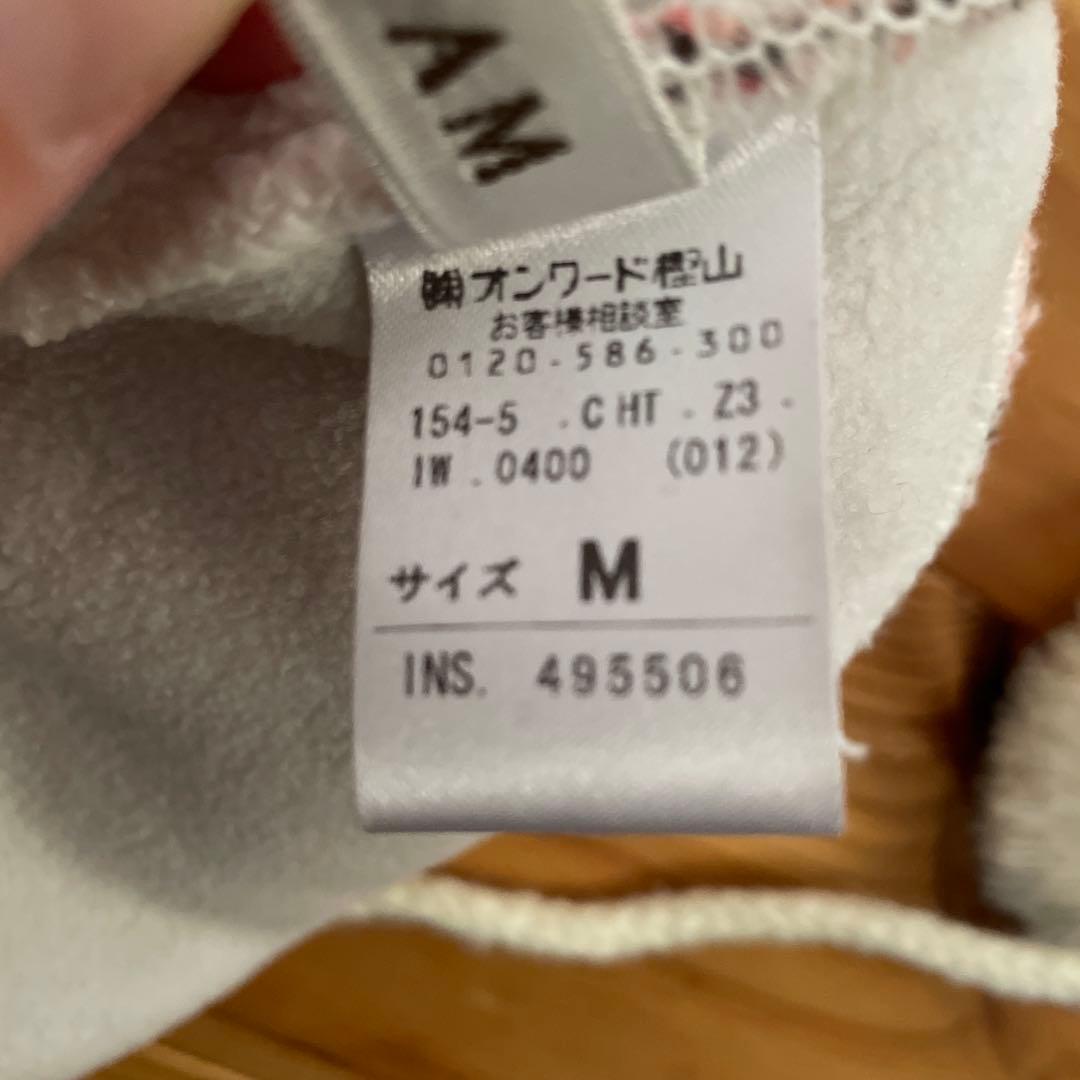 AM
㈱オンワード樫山
お客様相談室
0120-586-300
154-5 .CHT.Z3.
IW.0400 (012)
サイズ M
INS. 495506